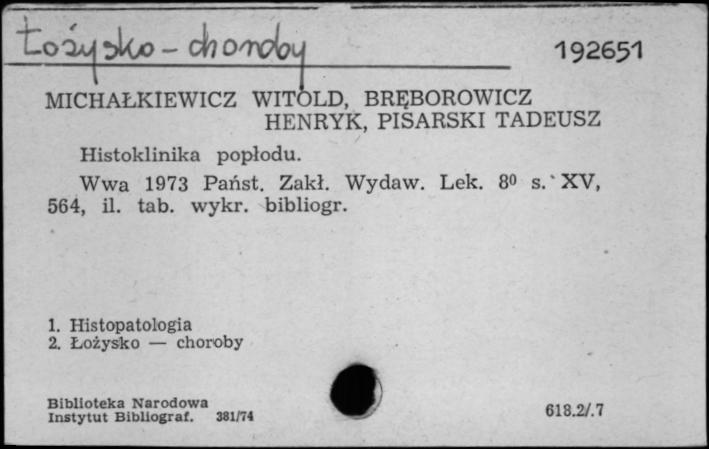 Łożysko - choroby
192651
MICHAŁKIEWICZ WITOLD, BRĘBOROWICZ
HENRYK, PISARSKI TADEUSZ
Histoklinika popłodu.
Wwa 1973 Państ. Zakł. Wydaw. Lek. 8⁰ s. XV,
564, il. tab. wykr. bibliogr.
1. Histopatologia
2. Łożysko — choroby
Biblioteka Narodowa
Instytut Bibliograf. 381/74
618.2/.7